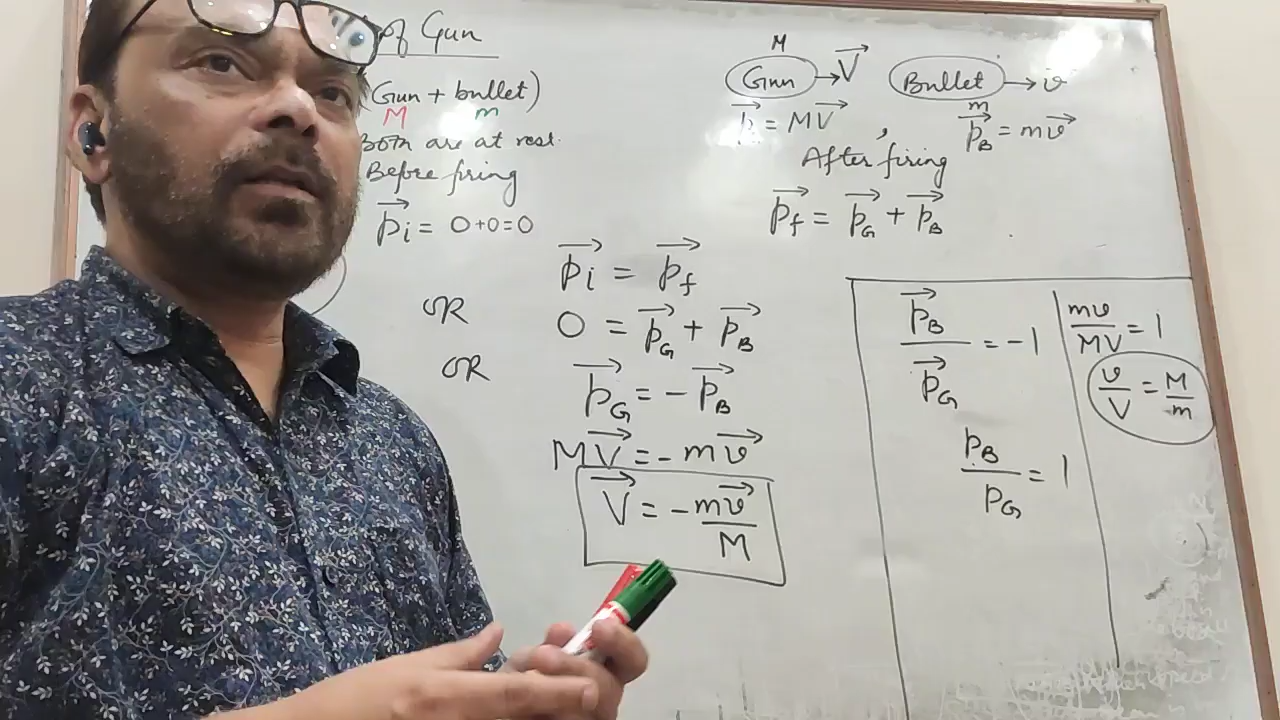 of Gun
(Gun + bullet)
M m
Both are at rest.
Before firing
p⃗i = 0+0=0
M
Gun → V⃗ Bullet → v
m
p⃗ = MV⃗ , p⃗B = mv⃗
After firing
p⃗f = p⃗G + p⃗B
p⃗i = p⃗f
OR 0 = p⃗G + p⃗B
OR p⃗G = -p⃗B
MV⃗ = -mv⃗
V⃗ = -mv⃗/M
p⃗B/p⃗G = -1
pB/pG = 1
mv/MV = 1
v/V = M/m